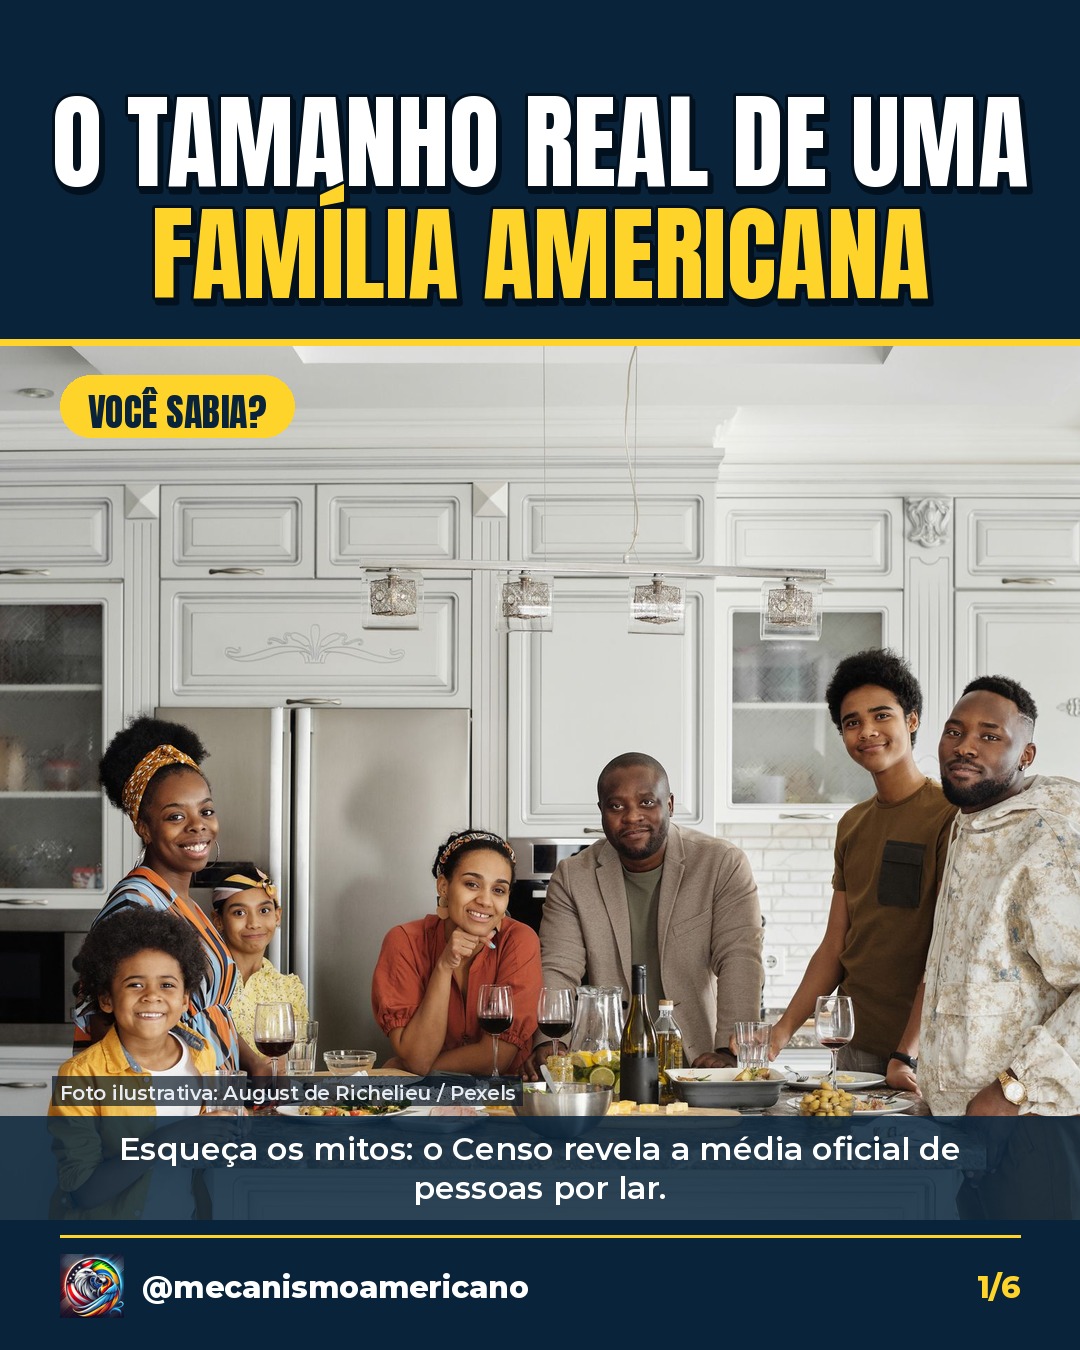 O TAMANHO REAL DE UMA
FAMÍLIA AMERICANA
VOCÊ SABIA?
Foto ilustrativa: August de Richelieu / Pexels
Esqueça os mitos: o Censo revela a média oficial de
pessoas por lar.
@mecanismoamericano
1/6